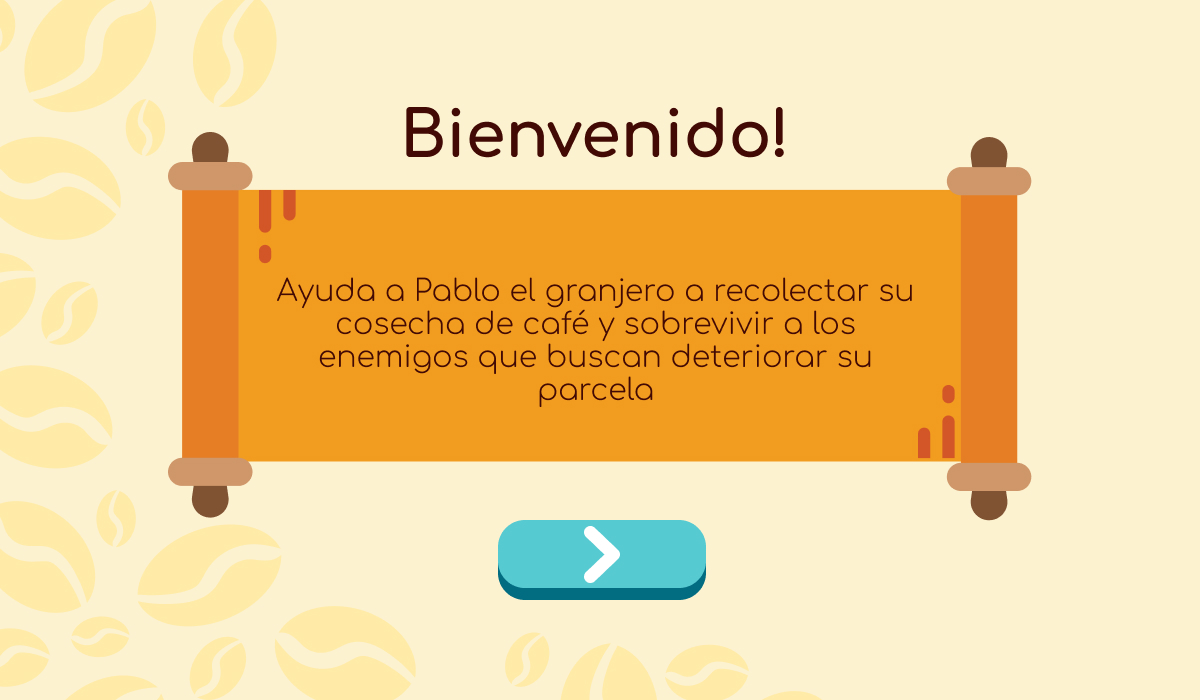 Bienvenido!
Ayuda a Pablo el granjero a recolectar su
cosecha de café y sobrevivir a los
enemigos que buscan deteriorar su
parcela